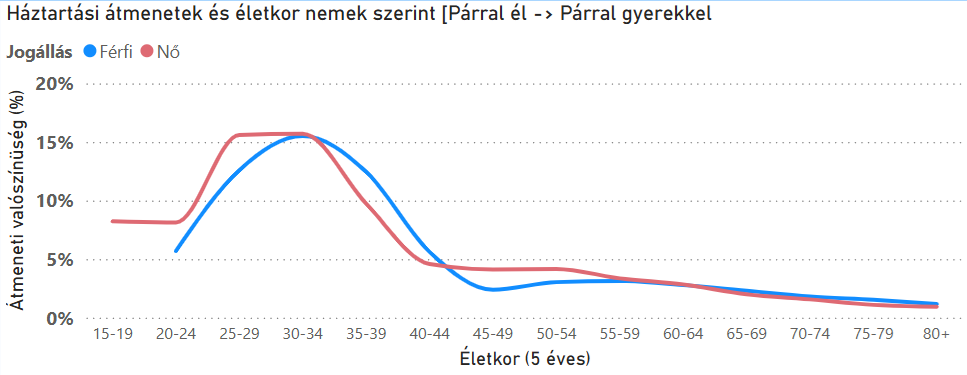 Háztartási átmenetek és életkor nemek szerint [Párral él -> Párral gyerekkel
Jogállás Férfi Nő
Átmeneti valószínüség (%)
20%
15%
10%
5%
0%
15-19 20-24 25-29 30-34 35-39 40-44 45-49 50-54 55-59 60-64 65-69 70-74 75-79 80+
Életkor (5 éves)